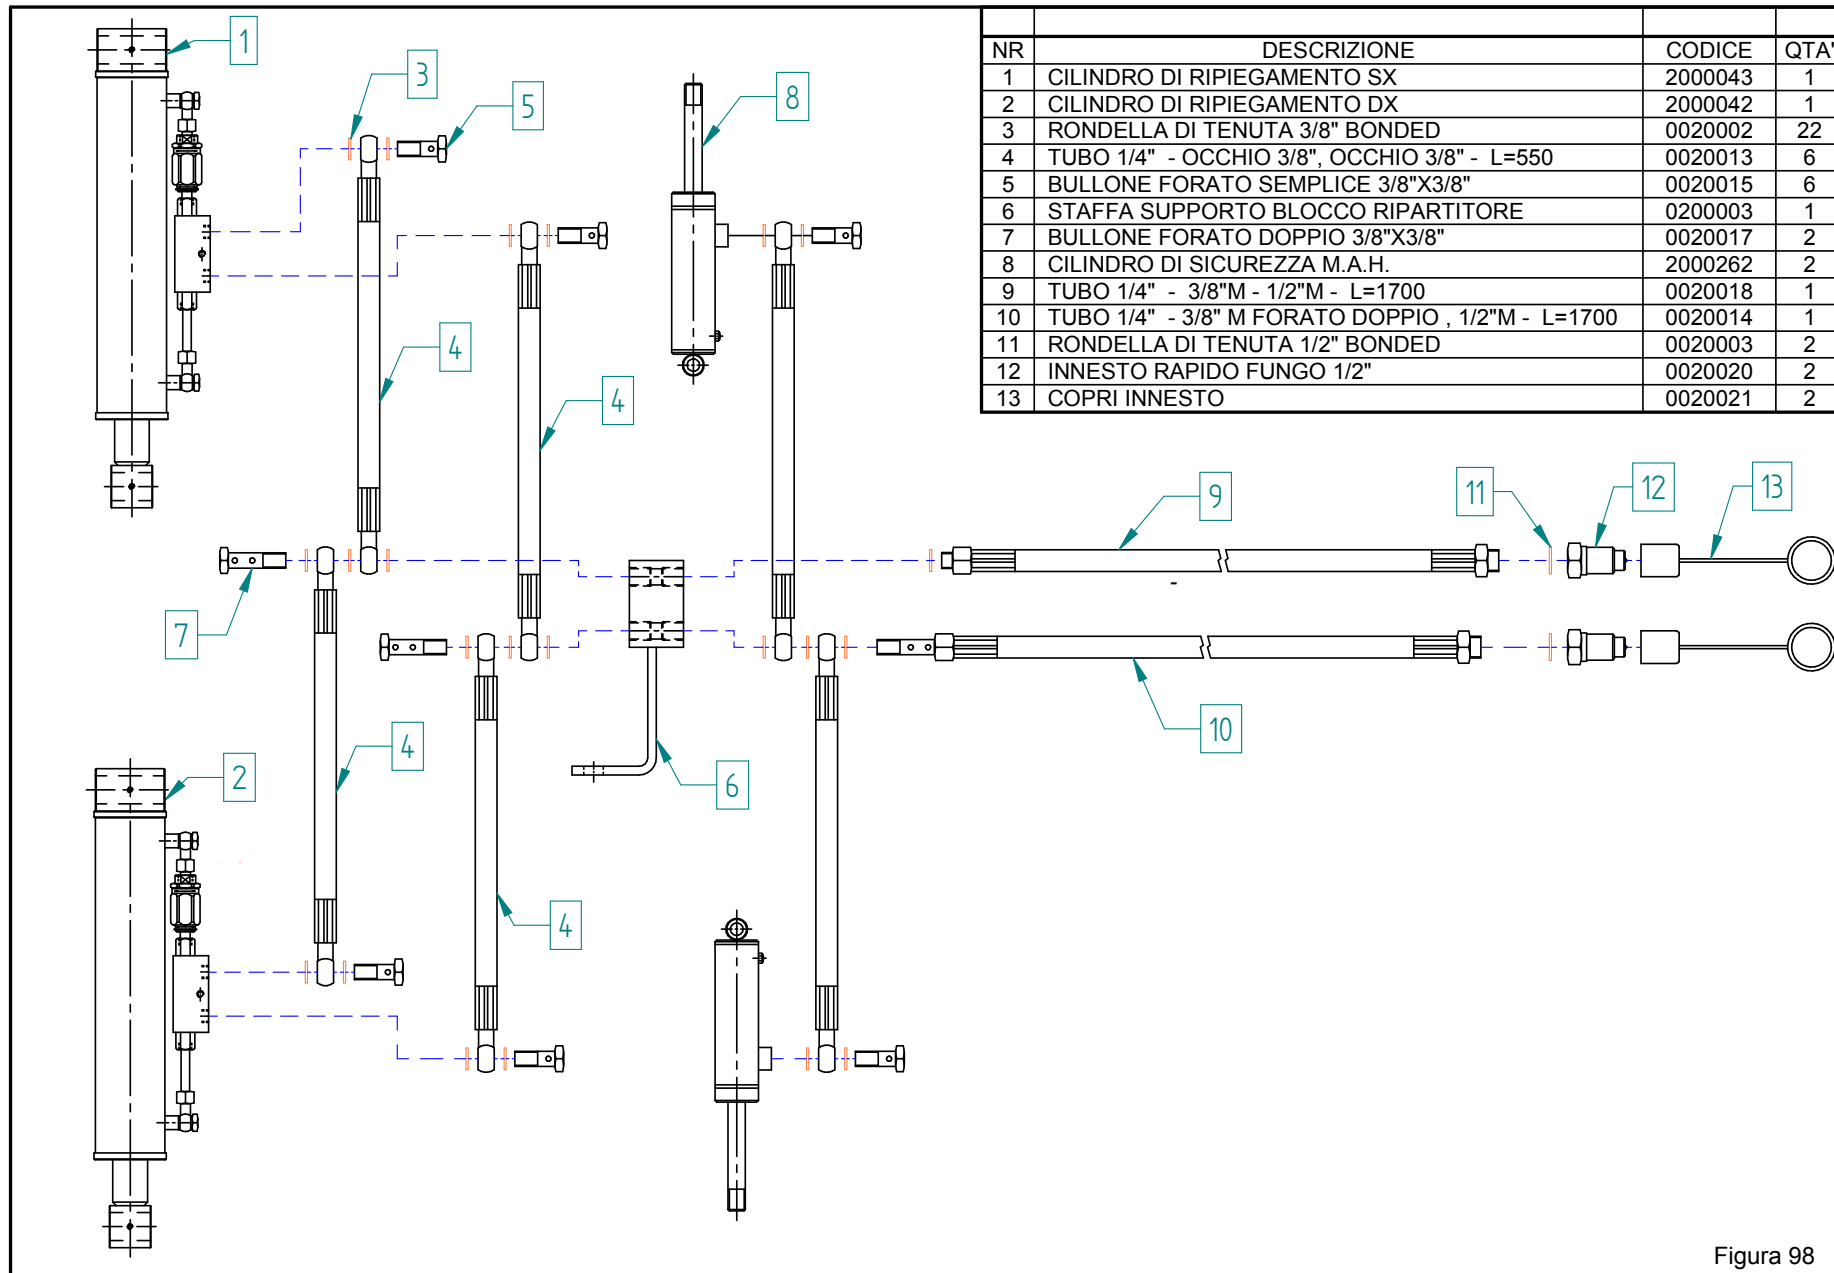 NR DESCRIZIONE CODICE QTA'
1 CILINDRO DI RIPIEGAMENTO SX 2000043 1
2 CILINDRO DI RIPIEGAMENTO DX 2000042 1
3 RONDELLA DI TENUTA 3/8" BONDED 0020002 22
4 TUBO 1/4" - OCCHIO 3/8", OCCHIO 3/8" - L=550 0020013 6
5 BULLONE FORATO SEMPLICE 3/8"X3/8" 0020015 6
6 STAFFA SUPPORTO BLOCCO RIPARTITORE 0200003 1
7 BULLONE FORATO DOPPIO 3/8"X3/8" 0020017 2
8 CILINDRO DI SICUREZZA M.A.H. 2000262 2
9 TUBO 1/4" - 3/8"M - 1/2"M - L=1700 0020018 1
10 TUBO 1/4" - 3/8" M FORATO DOPPIO , 1/2"M - L=1700 0020014 1
11 RONDELLA DI TENUTA 1/2" BONDED 0020003 2
12 INNESTO RAPIDO FUNGO 1/2" 0020020 2
13 COPRI INNESTO 0020021 2
1
3
5
8
4
4
9
11
12
13
7
10
4
2
6
4
Figura 98